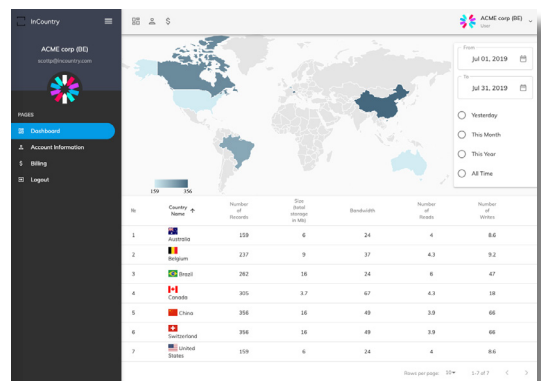 InCountry
ACME corp (BE)
User
ACME corp (BE)
PAGES
Dashboard
Account Information
Billing
Logout
From
Jul 01, 2019
To
Jul 31, 2019
Yesterday
This Month
This Year
All Time
159 356
№ Country Name Number of Records Size (total storage in Mb) Bandwidth Number of Reads Number of Writes
1 Australia 159 6 24 4 8.6
2 Belgium 237 9 37 4.3 9.2
3 Brazil 262 16 24 6 47
4 Canada 305 3.7 67 4.3 18
5 China 356 16 49 3.9 66
6 Switzerland 356 16 49 3.9 66
7 United States 159 6 24 4 8.6
Rows per page: 10 1-7 of 7